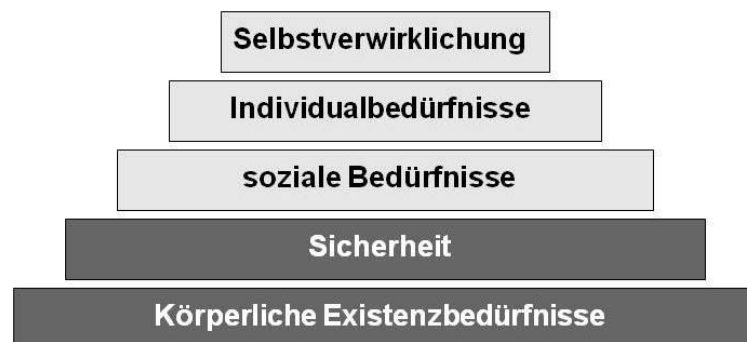 Selbstverwirklichung
Individualbedürfnisse
soziale Bedürfnisse
Sicherheit
Körperliche Existenzbedürfnisse